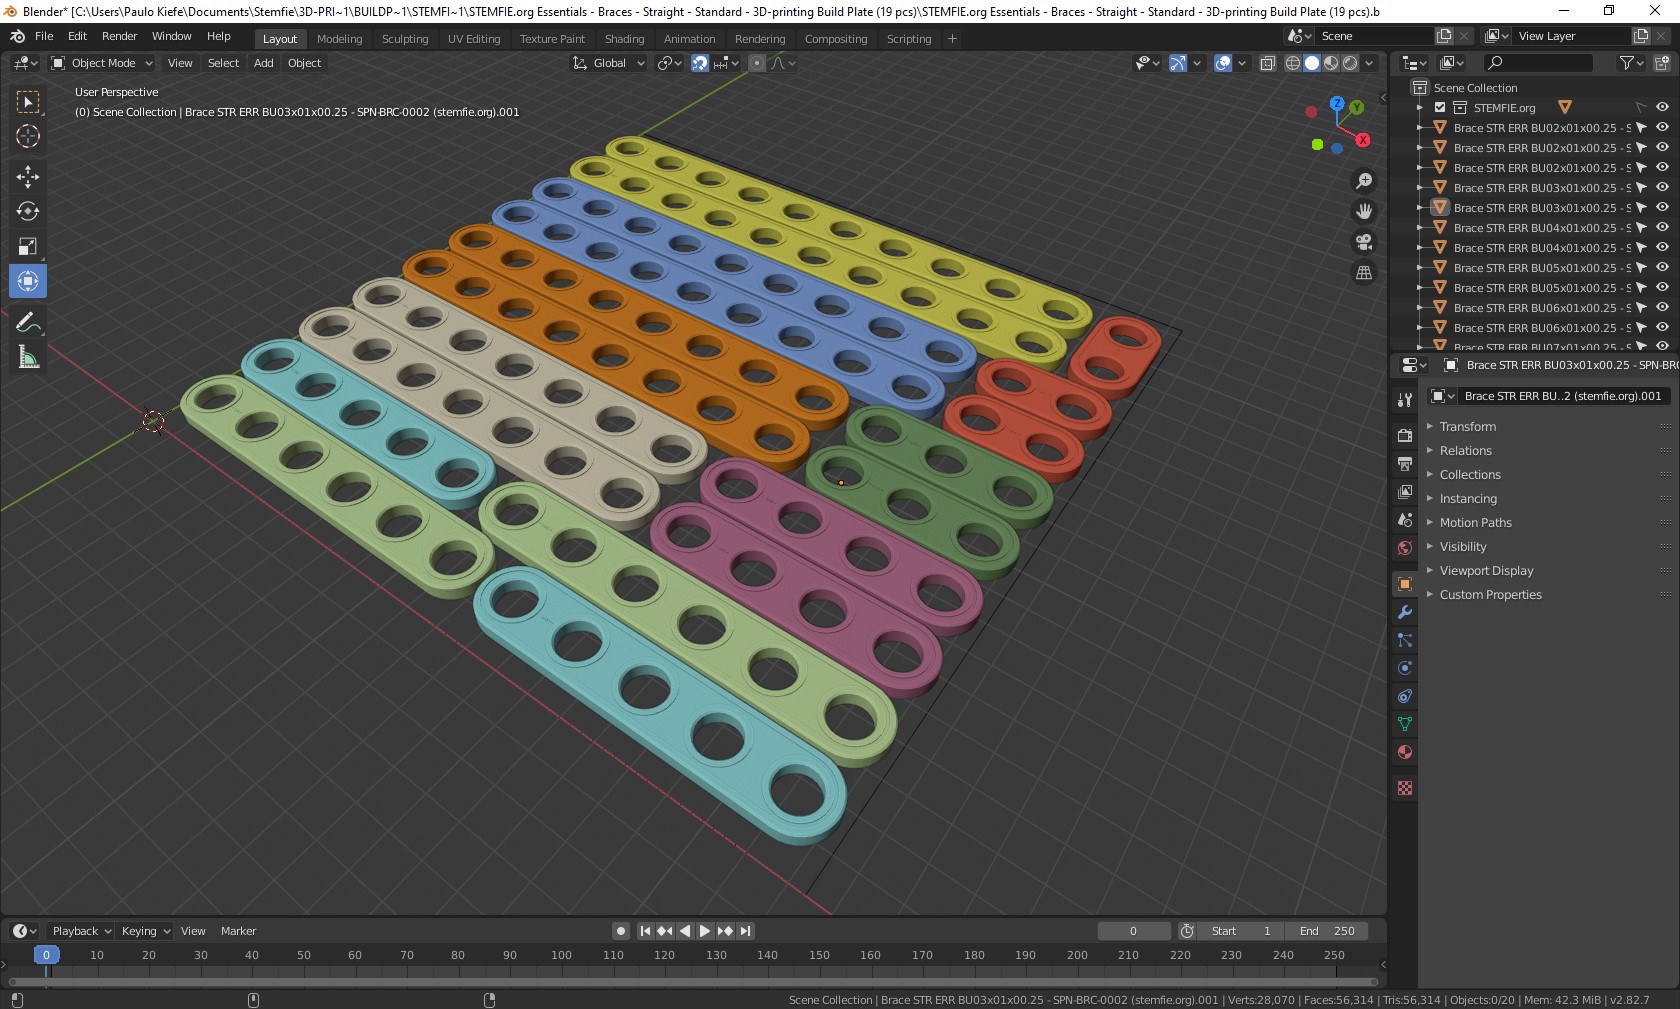 Blender* [C:\Users\Paulo Kiefe\Documents\Stemfie\3D-PRI~1\BUILDP~1\STEMFI~1\STEMFIE.org Essentials - Braces - Straight - Standard - 3D-printing Build Plate (19 pcs)\STEMFIE.org Essentials - Braces - Straight - Standard - 3D-printing Build Plate (19 pcs).b
File Edit Render Window Help Layout Modeling Sculpting UV Editing Texture Paint Shading Animation Rendering Compositing Scripting + Scene View Layer
Object Mode View Select Add Object Global
User Perspective
(0) Scene Collection | Brace STR ERR BU03x01x00.25 - SPN-BRC-0002 (stemfie.org).001
Z Y X
Scene Collection
STEMFIE.org
Brace STR ERR BU02x01x00.25 - S
Brace STR ERR BU02x01x00.25 - S
Brace STR ERR BU02x01x00.25 - S
Brace STR ERR BU03x01x00.25 - S
Brace STR ERR BU03x01x00.25 - S
Brace STR ERR BU04x01x00.25 - S
Brace STR ERR BU04x01x00.25 - S
Brace STR ERR BU05x01x00.25 - S
Brace STR ERR BU05x01x00.25 - S
Brace STR ERR BU06x01x00.25 - S
Brace STR ERR BU06x01x00.25 - S
Brace STR ERR BU07x01x00.25 - S
Brace STR ERR BU03x01x00.25 - SPN-BR
Brace STR ERR BU..2 (stemfie.org).001
Transform
Relations
Collections
Instancing
Motion Paths
Visibility
Viewport Display
Custom Properties
Playback Keying View Marker 0 Start 1 End 250
0 10 20 30 40 50 60 70 80 90 100 110 120 130 140 150 160 170 180 190 200 210 220 230 240 250
Scene Collection | Brace STR ERR BU03x01x00.25 - SPN-BRC-0002 (stemfie.org).001 | Verts:28,070 | Faces:56,314 | Tris:56,314 | Objects:0/20 | Mem: 42.3 MiB | v2.82.7